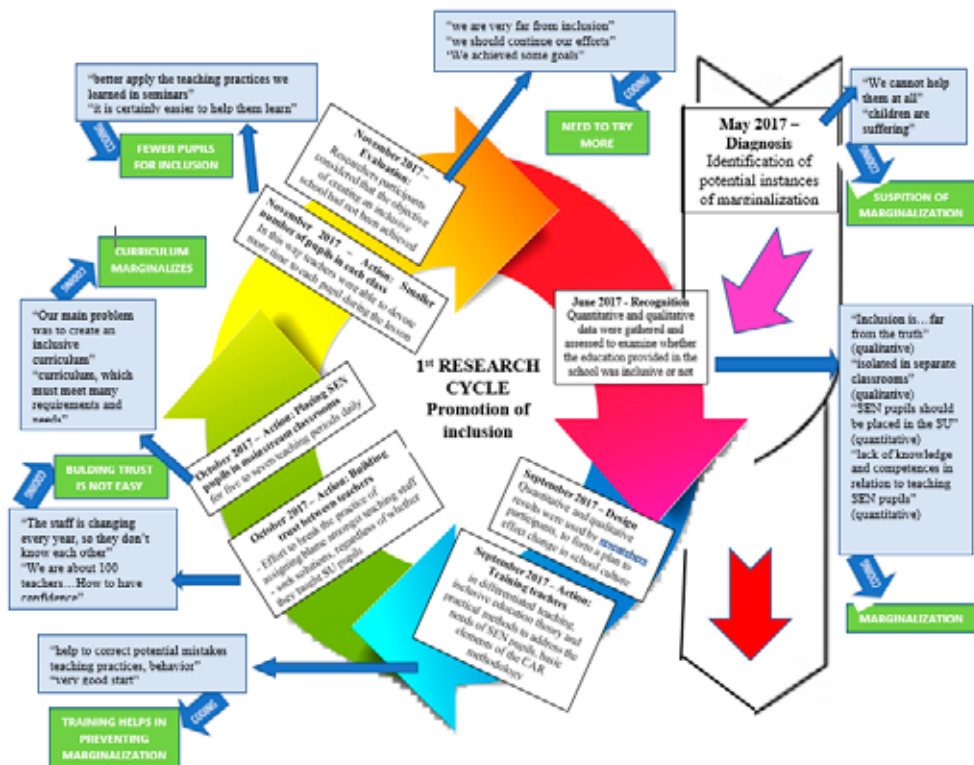 “we are very far from inclusion”
“we should continue our efforts”
“We achieved some goals”
CODING
NEED TO TRY
MORE
“better apply the teaching practices we
learned in seminars”
“it is certainly easier to help them learn”
CODING
FEWER PUPILS
FOR INCLUSION
May 2017 –
Diagnosis
Identification of
potential instances
of marginalization
“We cannot help
them at all”
“children are
suffering”
CODING
SUSPITION OF
MARGINALIZATION
November 2017 –
Evaluation:
Researchers participants
considered that the objective
of creating an inclusive
school had not been achieved
November 2017 – Action: Smaller
number of pupils in each class
In this way teachers were able to devote
more time to each pupil during the lesson
CURRICULUM
MARGINALIZES
CODING
“Our main problem
was to create an
inclusive
curriculum”
“curriculum, which
must meet many
requirements and
needs”
June 2017 - Recognition
Quantitative and qualitative
data were gathered and
assessed to examine whether
the education provided in the
school was inclusive or not
“Inclusion is…far
from the truth”
(qualitative)
“isolated in separate
classrooms”
(qualitative)
“SEN pupils should
be placed in the SU”
(quantitative)
“lack of knowledge
and competences in
relation to teaching
SEN pupils”
(quantitative)
CODING
MARGINALIZATION
1st RESEARCH
CYCLE
Promotion of
inclusion
October 2017 – Action: Placing SEN
pupils in mainstream classrooms
for five to seven teaching periods daily
October 2017 – Action: Building
trust between teachers
- Effort to break the practice of
assigning blame amongst teaching staff
- seek solutions, regardless of whether
they taught SU pupils
CODING
BUILDING TRUST
IS NOT EASY
“The staff is changing
every year, so they don’t
know each other”
“We are about 100
teachers…How to have
confidence”
September 2017 – Design
Quantitative and qualitative
results were used by researchers
participants, to form a plan to
effect change in school culture
September 2017 – Action:
Training teachers
in differentiated teaching,
inclusive education theory and
practical methods to address the
needs of SEN pupils, basic
elements of the CAR
methodology
“help to correct potential mistakes
teaching practices, behavior”
“very good start”
CODING
TRAINING HELPS IN
PREVENTING
MARGINALIZATION